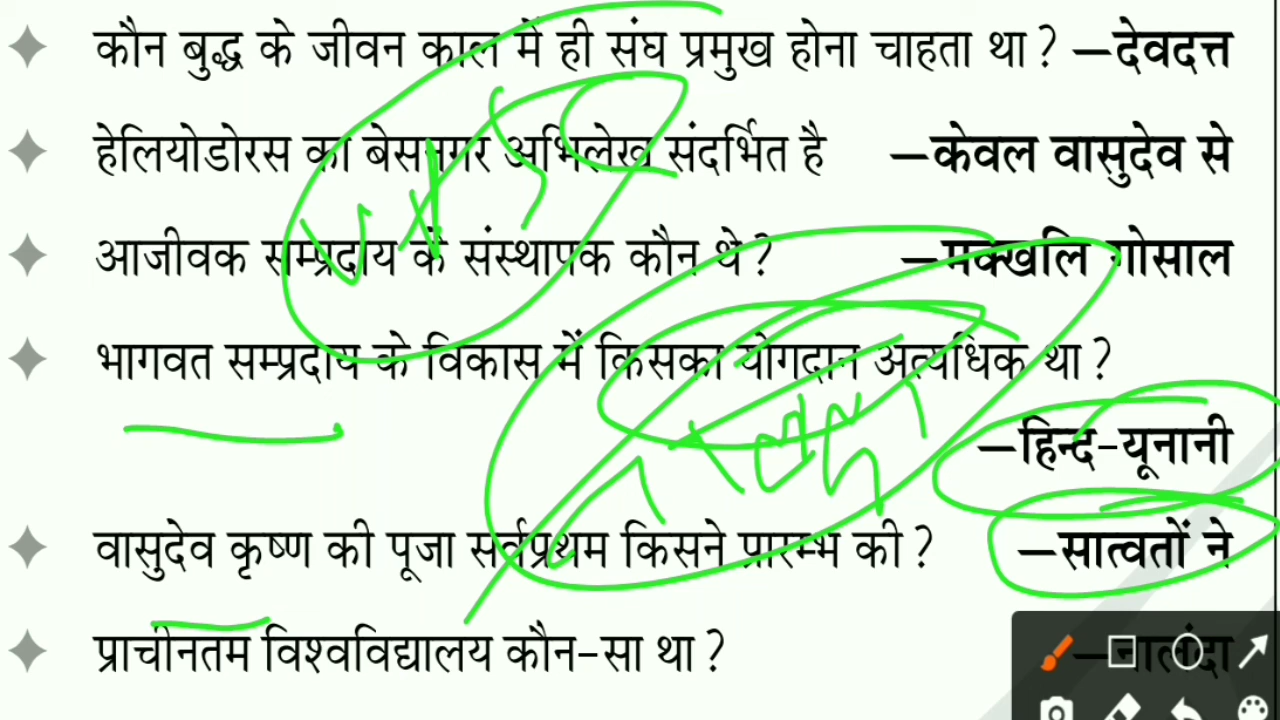 कौन बुद्ध के जीवन काल में ही संघ प्रमुख होना चाहता था? —देवदत्त
हेलियोडोरस का बेसनगर अभिलेख संदर्भित है —केवल वासुदेव से
आजीवक सम्प्रदाय के संस्थापक कौन थे? —मक्खलि गोसाल
भागवत सम्प्रदाय के विकास में किसका योगदान अत्यधिक था?
—हिन्द-यूनानी
वासुदेव कृष्ण की पूजा सर्वप्रथम किसने प्रारम्भ की? —सात्वतों ने
प्राचीनतम विश्वविद्यालय कौन-सा था? —नालंदा